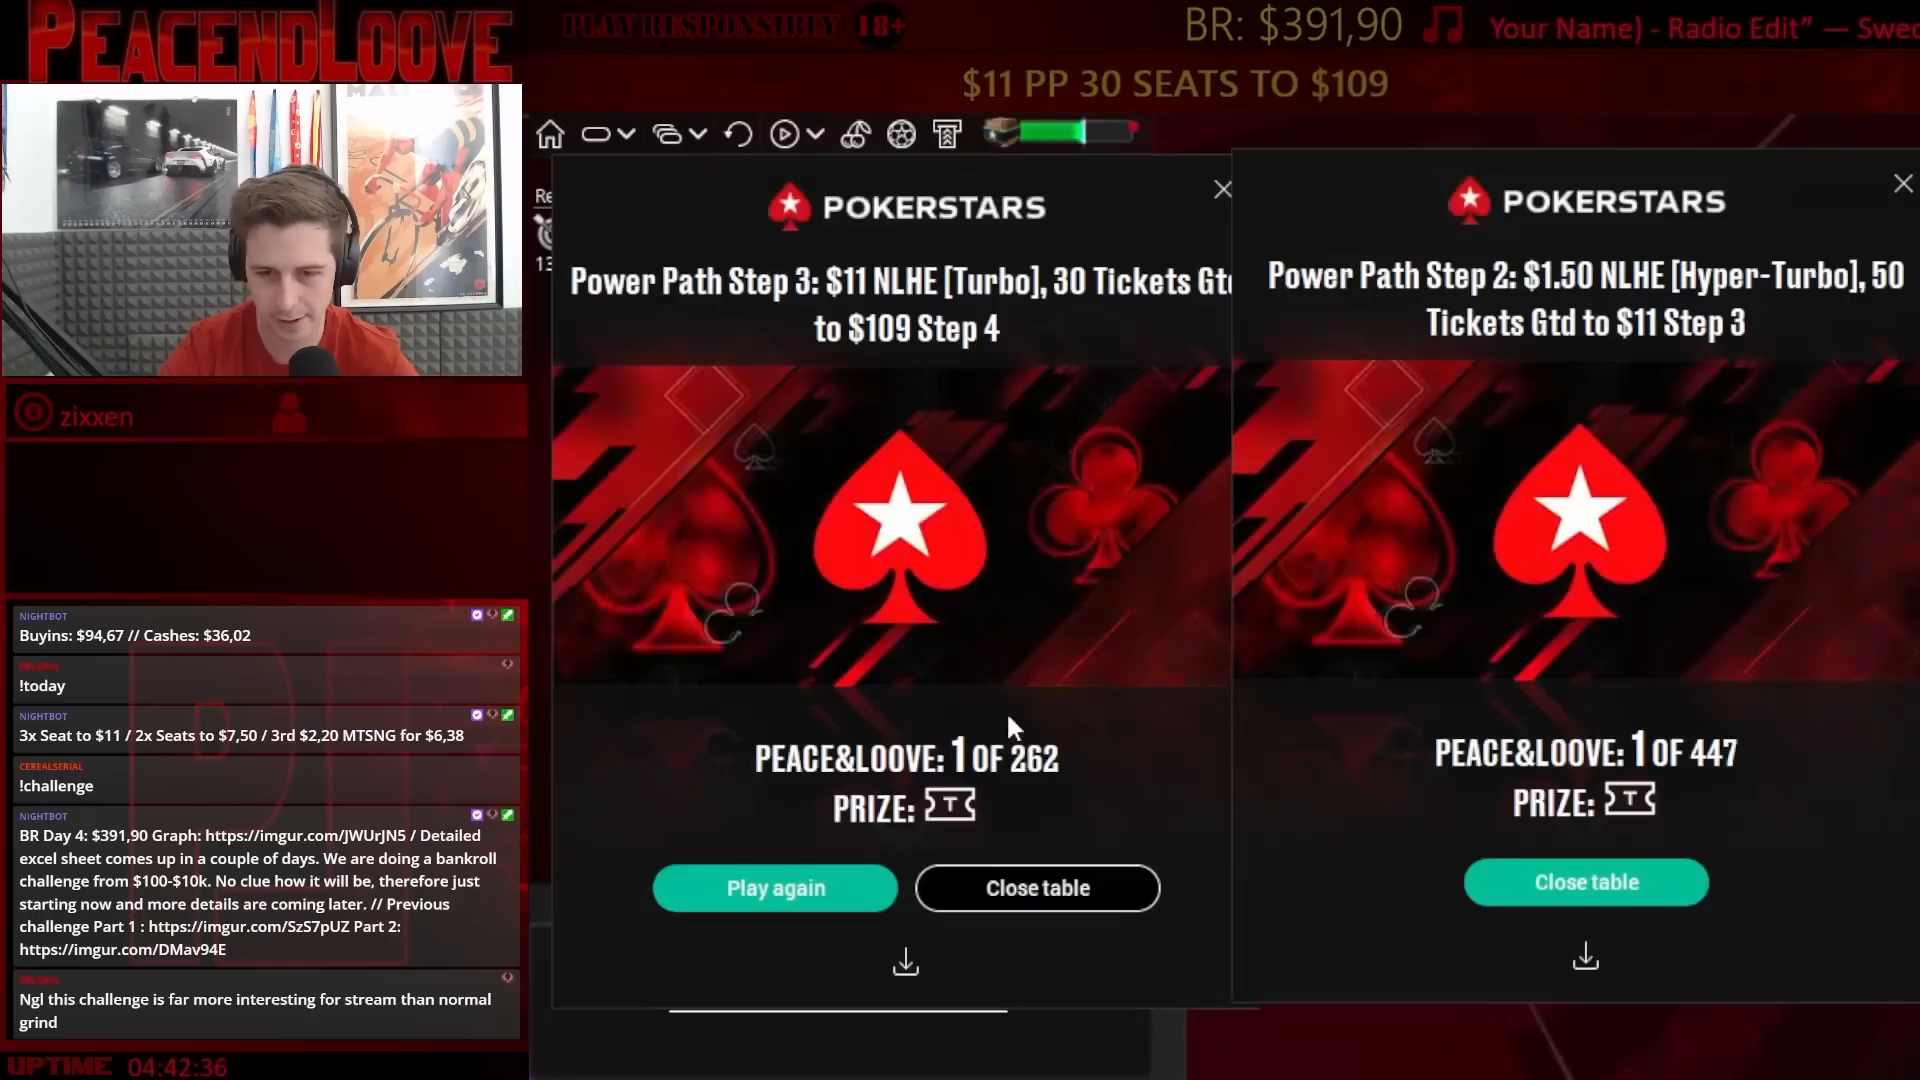 PEACENDLOOVE
PLAY RESPONSIBLY 18+
BR: $391,90
Your Name) - Radio Edit” — Swed
$11 PP 30 SEATS TO $109
POKERSTARS
Power Path Step 3: $11 NLHE [Turbo], 30 Tickets Gtd
to $109 Step 4
PEACE&LOOVE: 1 OF 262
PRIZE: T
Play again
Close table
POKERSTARS
Power Path Step 2: $1.50 NLHE [Hyper-Turbo], 50
Tickets Gtd to $11 Step 3
PEACE&LOOVE: 1 OF 447
PRIZE: T
Close table
Re
13
zixxen
NIGHTBOT
Buyins: $94,67 // Cashes: $36,02
!today
NIGHTBOT
3x Seat to $11 / 2x Seats to $7,50 / 3rd $2,20 MTSNG for $6,38
CEREALSERIAL
!challenge
NIGHTBOT
BR Day 4: $391,90 Graph: https://imgur.com/JWUrJN5 / Detailed
excel sheet comes up in a couple of days. We are doing a bankroll
challenge from $100-$10k. No clue how it will be, therefore just
starting now and more details are coming later. // Previous
challenge Part 1 : https://imgur.com/SzS7pUZ Part 2:
https://imgur.com/DMav94E
Ngl this challenge is far more interesting for stream than normal
grind
UPTIME 04:42:36